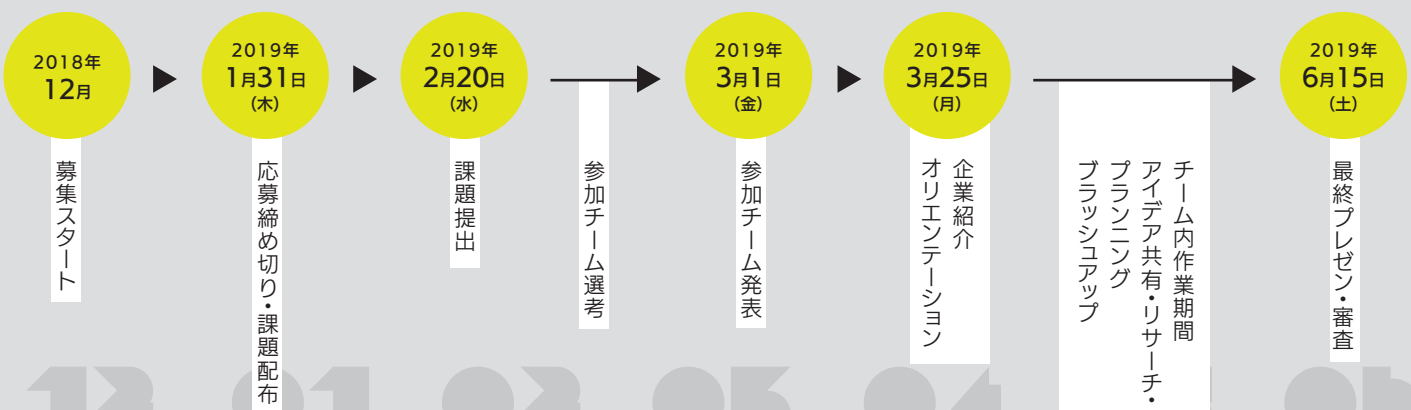 2018年
12月
募集スタート
2019年
1月31日
(木)
応募締め切り・課題配布
2019年
2月20日
(水)
課題提出
参加チーム選考
2019年
3月1日
(金)
参加チーム発表
2019年
3月25日
(月)
企業紹介
オリエンテーション
チーム内作業期間
アイデア共有・リサーチ・
プランニング
ブラッシュアップ
2019年
6月15日
(土)
最終プレゼン・審査
12
01
02
03
04